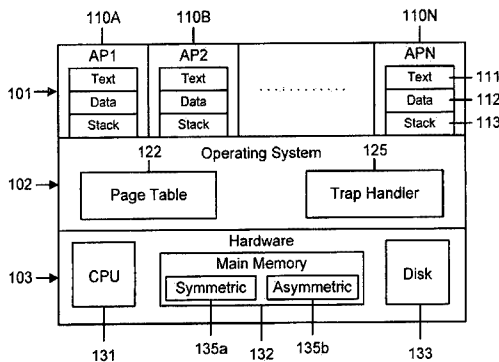 110A 110B 110N
AP1 AP2 APN
Text Text Text 111
101 Data Data .............. Data 112
Stack Stack Stack 113
122 Operating System 125
102 Page Table Trap Handler
Hardware
103 CPU Main Memory Disk
Symmetric Asymmetric
131 135a 132 135b 133